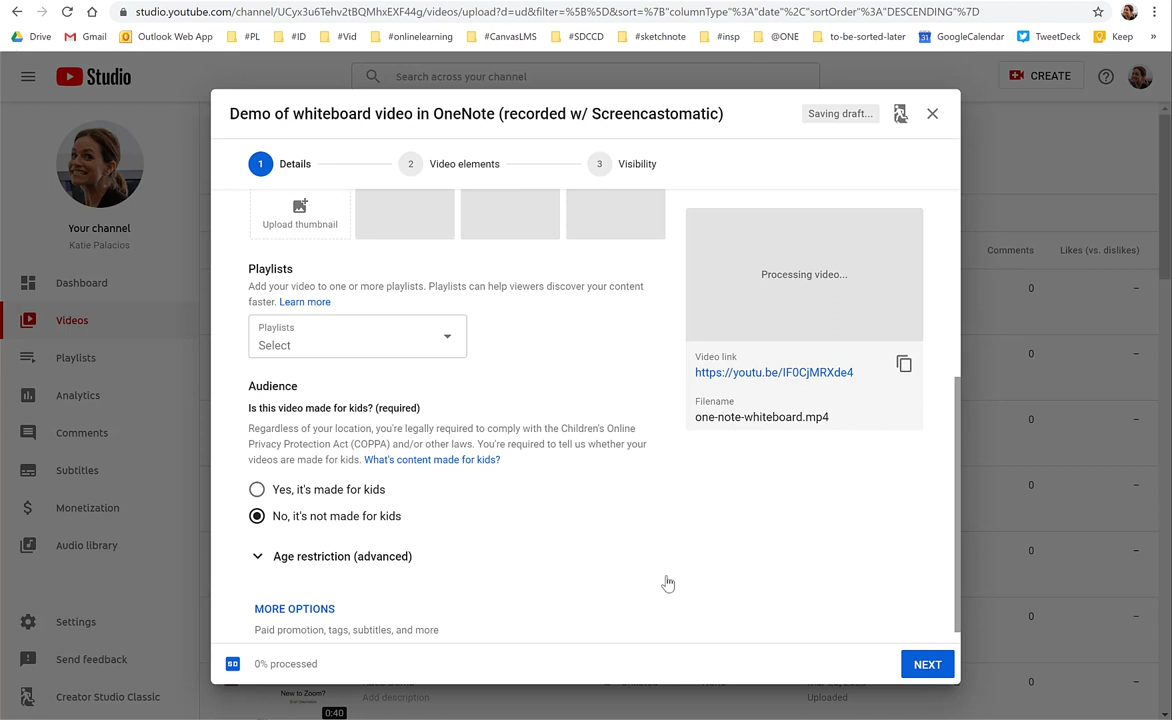 studio.youtube.com/channel/UCyx3u6Tehv2tBQMhxEXF44g/videos/upload?d=ud&filter=%5B%5D&sort=%7B"columnType"%3A"date"%2C"sortOrder"%3A"DESCENDING"%7D
Drive Gmail Outlook Web App #PL #ID #Vid #onlinelearning #CanvasLMS #SDCCD #sketchnote #insp @ONE to-be-sorted-later GoogleCalendar TweetDeck Keep »
Studio Search across your channel CREATE
Demo of whiteboard video in OneNote (recorded w/ Screencastomatic) Saving draft...
1 Details 2 Video elements 3 Visibility
Upload thumbnail
Your channel
Katie Palacios
Dashboard
Videos
Playlists
Analytics
Comments
Subtitles
Monetization
Audio library
Settings
Send feedback
Creator Studio Classic
Playlists
Add your video to one or more playlists. Playlists can help viewers discover your content
faster. Learn more
Playlists
Select
Audience
Is this video made for kids? (required)
Regardless of your location, you're legally required to comply with the Children's Online
Privacy Protection Act (COPPA) and/or other laws. You're required to tell us whether your
videos are made for kids. What's content made for kids?
Yes, it's made for kids
No, it's not made for kids
Age restriction (advanced)
MORE OPTIONS
Paid promotion, tags, subtitles, and more
Processing video...
Video link
https://youtu.be/IF0CjMRXde4
Filename
one-note-whiteboard.mp4
SD 0% processed
NEXT
Comments Likes (vs. dislikes)
0 –
0 –
0 –
0 –
0 –
0 –
0 –
New to Zoom?
0:40
Add description
Uploaded